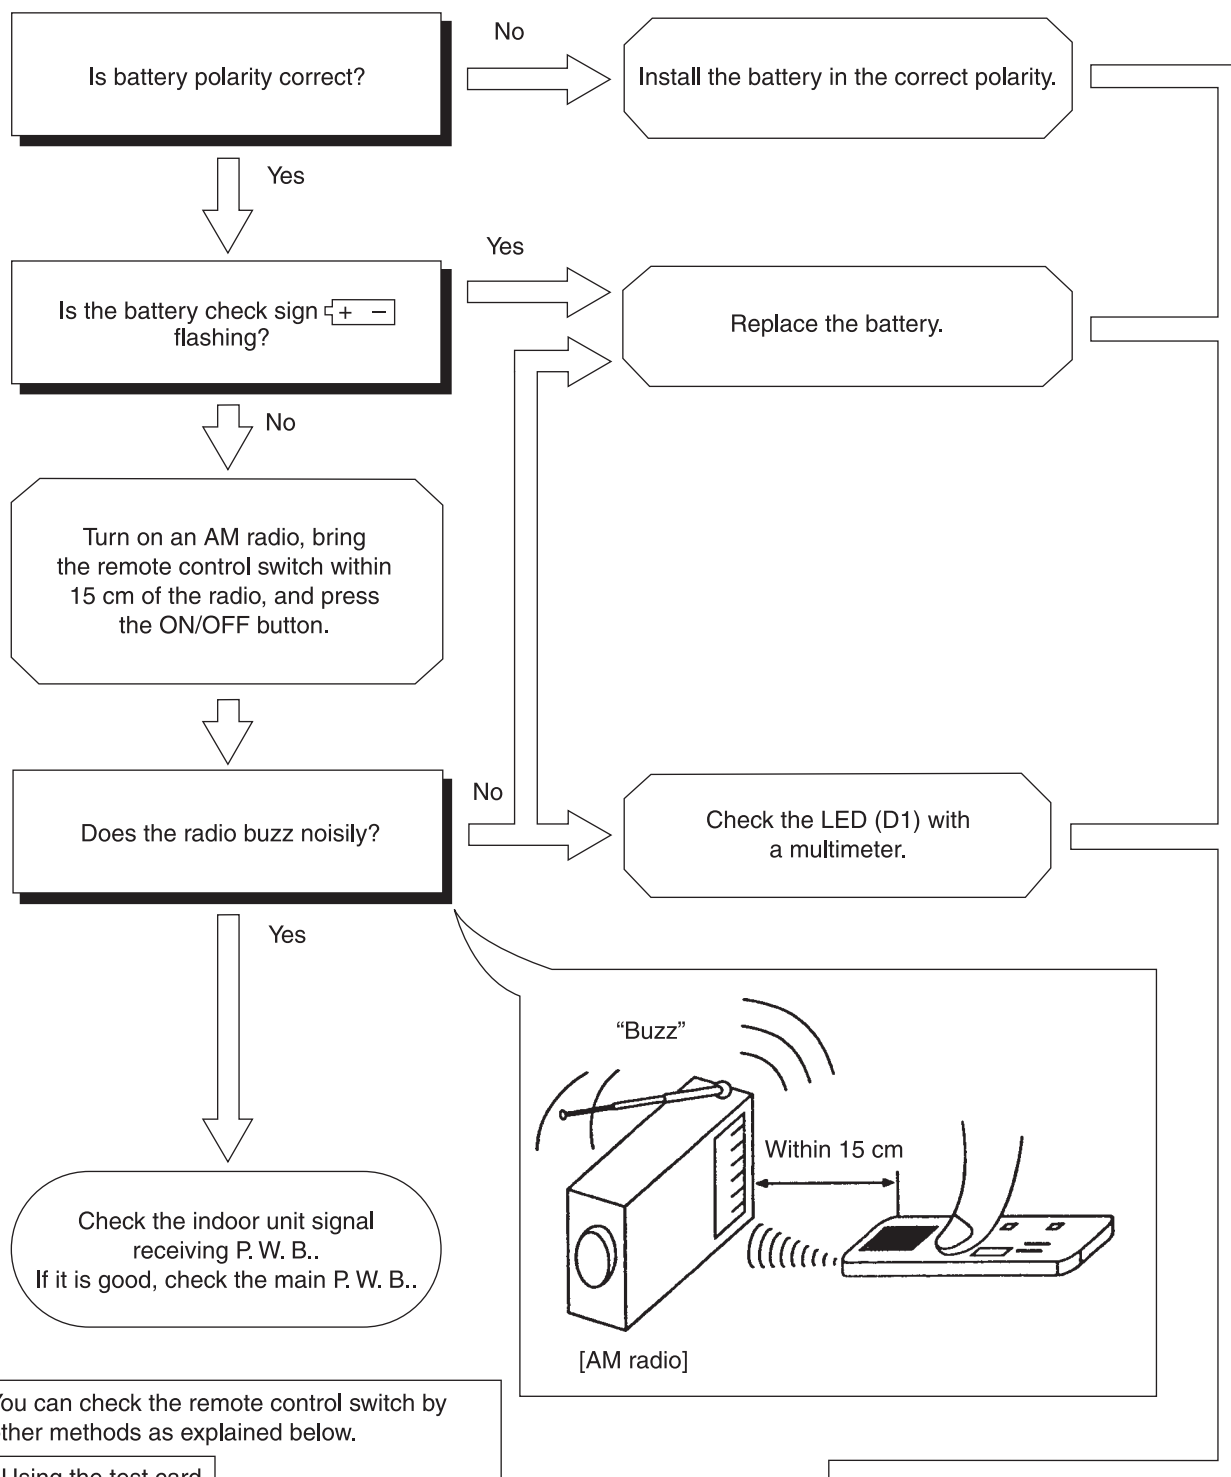 Is battery polarity correct?
No
Install the battery in the correct polarity.
Yes
Is the battery check sign + −
flashing?
Yes
Replace the battery.
No
Turn on an AM radio, bring
the remote control switch within
15 cm of the radio, and press
the ON/OFF button.
Does the radio buzz noisily?
No
Check the LED (D1) with
a multimeter.
Yes
“Buzz”
Within 15 cm
[AM radio]
Check the indoor unit signal
receiving P. W. B..
If it is good, check the main P. W. B..
You can check the remote control switch by
other methods as explained below.
Using the test card